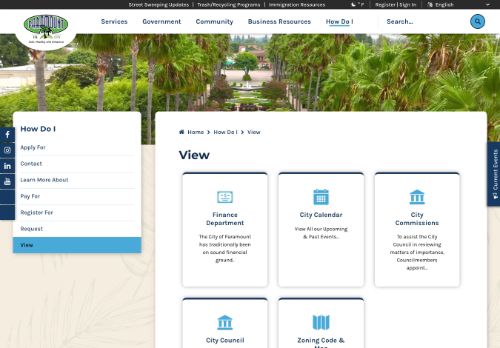 Street Sweeping Updates | Trash/Recycling Programs | Immigration Resources
° F | Register | Sign In | English
PARAMOUNT
Services Government Community Business Resources How Do I Search...
How Do I
Apply For
Contact
Learn More About
Pay For
Register For
Request
View
Home > How Do I > View
View
Finance
Department
The City of Paramount
has traditionally been
on sound financial
ground.
City Calendar
View All our Upcoming
& Past Events...
City
Commissions
To assist the City
Council in reviewing
matters of importance,
Councilmembers
appoint...
City Council
Zoning Code &
Map
Current Events